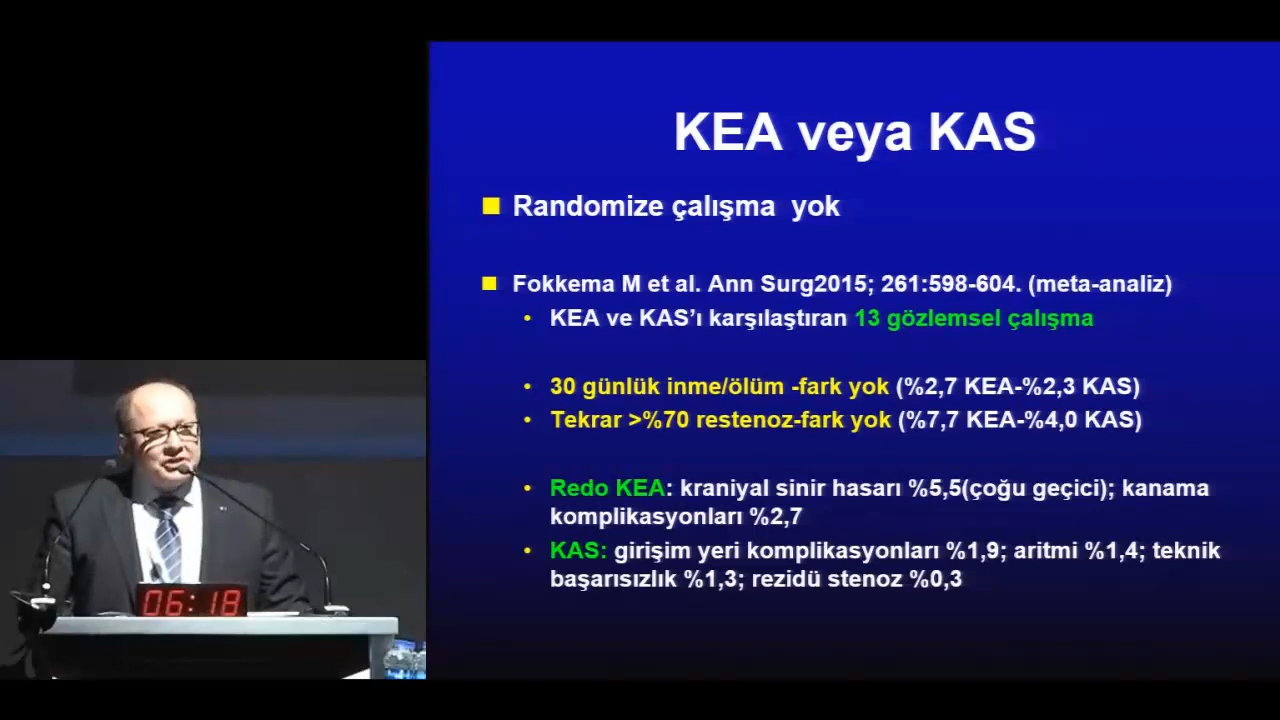 KEA veya KAS
Randomize çalışma yok
Fokkema M et al. Ann Surg2015; 261:598-604. (meta-analiz)
KEA ve KAS’ı karşılaştıran 13 gözlemsel çalışma
30 günlük inme/ölüm -fark yok (%2,7 KEA-%2,3 KAS)
Tekrar >%70 restenoz-fark yok (%7,7 KEA-%4,0 KAS)
Redo KEA: kraniyal sinir hasarı %5,5(çoğu geçici); kanama
komplikasyonları %2,7
KAS: girişim yeri komplikasyonları %1,9; aritmi %1,4; teknik
başarısızlık %1,3; rezidü stenoz %0,3
06:18